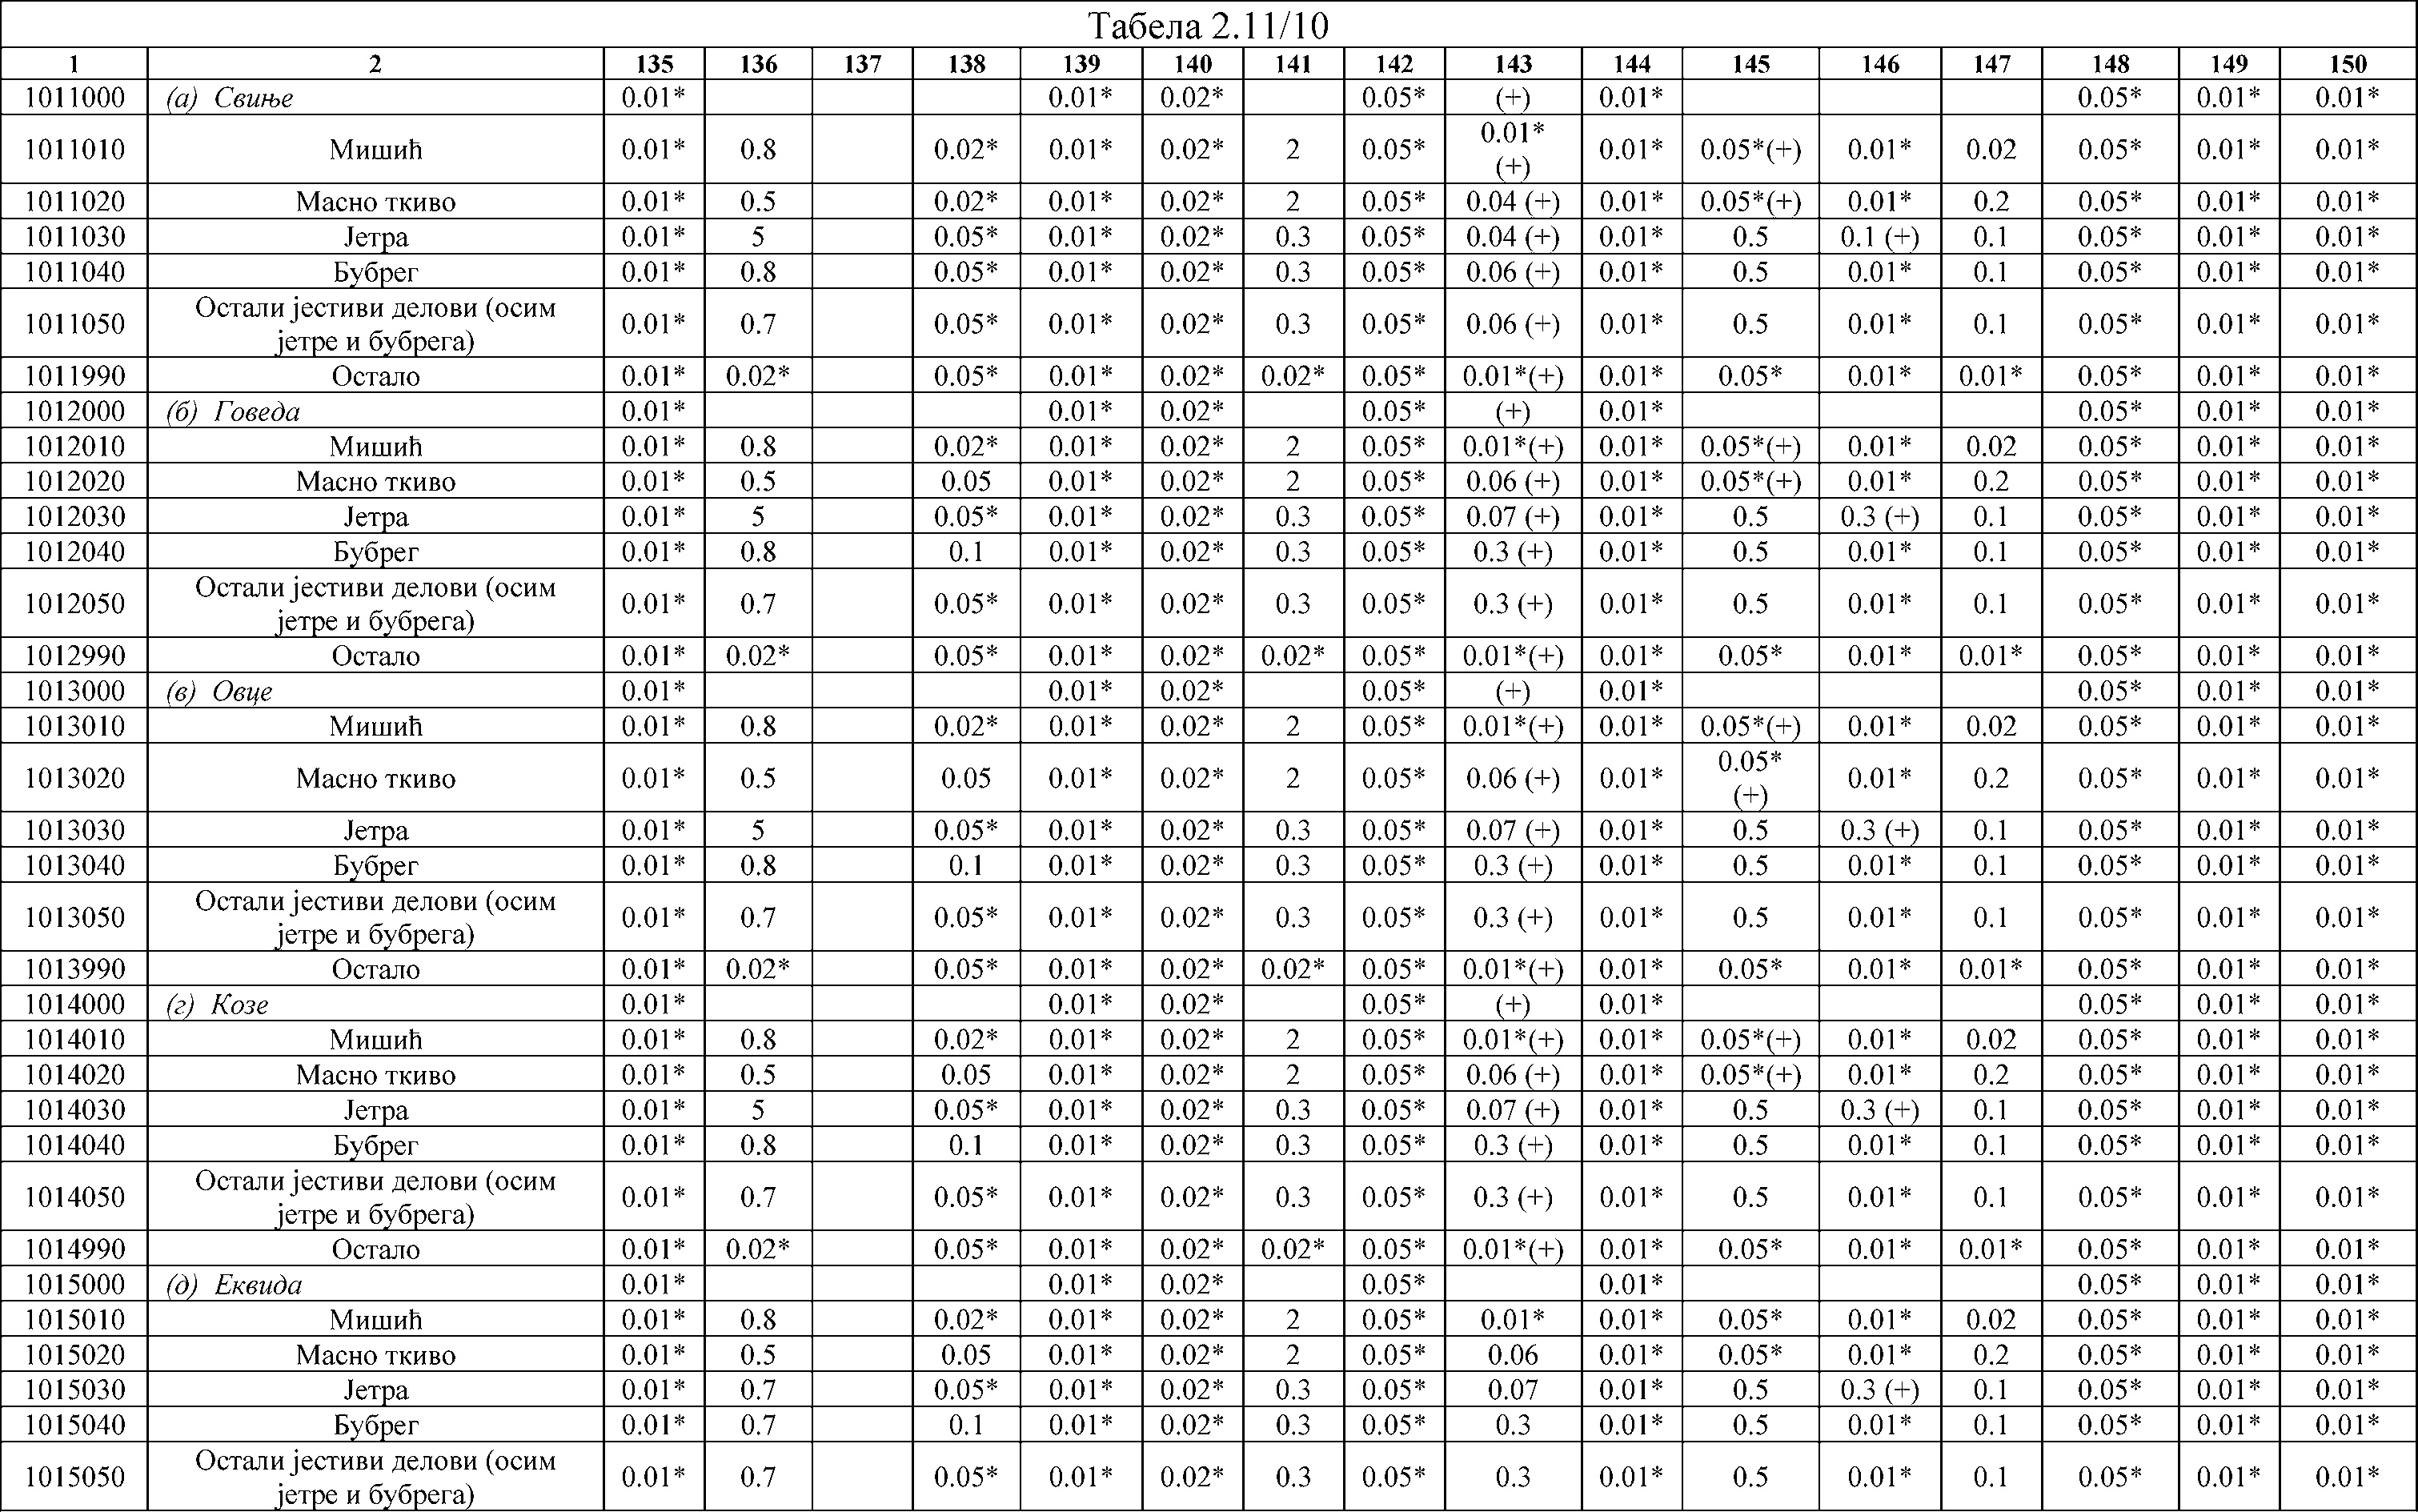 Табела 2.11/10
1 2 135 136 137 138 139 140 141 142 143 144 145 146 147 148 149 150
1011000 (а) Свиње 0.01* 0.01* 0.02* 0.05* (+) 0.01* 0.05* 0.01* 0.01*
1011010 Мишић 0.01* 0.8 0.02* 0.01* 0.02* 2 0.05* 0.01*
(+) 0.01* 0.05*(+) 0.01* 0.02 0.05* 0.01* 0.01*
1011020 Масно ткиво 0.01* 0.5 0.02* 0.01* 0.02* 2 0.05* 0.04 (+) 0.01* 0.05*(+) 0.01* 0.2 0.05* 0.01* 0.01*
1011030 Јетра 0.01* 5 0.05* 0.01* 0.02* 0.3 0.05* 0.04 (+) 0.01* 0.5 0.1 (+) 0.1 0.05* 0.01* 0.01*
1011040 Бубрег 0.01* 0.8 0.05* 0.01* 0.02* 0.3 0.05* 0.06 (+) 0.01* 0.5 0.01* 0.1 0.05* 0.01* 0.01*
1011050 Остали јестиви делови (осим
јетре и бубрега) 0.01* 0.7 0.05* 0.01* 0.02* 0.3 0.05* 0.06 (+) 0.01* 0.5 0.01* 0.1 0.05* 0.01* 0.01*
1011990 Остало 0.01* 0.02* 0.05* 0.01* 0.02* 0.02* 0.05* 0.01*(+) 0.01* 0.05* 0.01* 0.01* 0.05* 0.01* 0.01*
1012000 (б) Говеда 0.01* 0.01* 0.02* 0.05* (+) 0.01* 0.05* 0.01* 0.01*
1012010 Мишић 0.01* 0.8 0.02* 0.01* 0.02* 2 0.05* 0.01*(+) 0.01* 0.05*(+) 0.01* 0.02 0.05* 0.01* 0.01*
1012020 Масно ткиво 0.01* 0.5 0.05 0.01* 0.02* 2 0.05* 0.06 (+) 0.01* 0.05*(+) 0.01* 0.2 0.05* 0.01* 0.01*
1012030 Јетра 0.01* 5 0.05* 0.01* 0.02* 0.3 0.05* 0.07 (+) 0.01* 0.5 0.3 (+) 0.1 0.05* 0.01* 0.01*
1012040 Бубрег 0.01* 0.8 0.1 0.01* 0.02* 0.3 0.05* 0.3 (+) 0.01* 0.5 0.01* 0.1 0.05* 0.01* 0.01*
1012050 Остали јестиви делови (осим
јетре и бубрега) 0.01* 0.7 0.05* 0.01* 0.02* 0.3 0.05* 0.3 (+) 0.01* 0.5 0.01* 0.1 0.05* 0.01* 0.01*
1012990 Остало 0.01* 0.02* 0.05* 0.01* 0.02* 0.02* 0.05* 0.01*(+) 0.01* 0.05* 0.01* 0.01* 0.05* 0.01* 0.01*
1013000 (в) Овце 0.01* 0.01* 0.02* 0.05* (+) 0.01* 0.05* 0.01* 0.01*
1013010 Мишић 0.01* 0.8 0.02* 0.01* 0.02* 2 0.05* 0.01*(+) 0.01* 0.05*(+) 0.01* 0.02 0.05* 0.01* 0.01*
1013020 Масно ткиво 0.01* 0.5 0.05 0.01* 0.02* 2 0.05* 0.06 (+) 0.01* 0.05*
(+) 0.01* 0.2 0.05* 0.01* 0.01*
1013030 Јетра 0.01* 5 0.05* 0.01* 0.02* 0.3 0.05* 0.07 (+) 0.01* 0.5 0.3 (+) 0.1 0.05* 0.01* 0.01*
1013040 Бубрег 0.01* 0.8 0.1 0.01* 0.02* 0.3 0.05* 0.3 (+) 0.01* 0.5 0.01* 0.1 0.05* 0.01* 0.01*
1013050 Остали јестиви делови (осим
јетре и бубрега) 0.01* 0.7 0.05* 0.01* 0.02* 0.3 0.05* 0.3 (+) 0.01* 0.5 0.01* 0.1 0.05* 0.01* 0.01*
1013990 Остало 0.01* 0.02* 0.05* 0.01* 0.02* 0.02* 0.05* 0.01*(+) 0.01* 0.05* 0.01* 0.01* 0.05* 0.01* 0.01*
1014000 (г) Козе 0.01* 0.01* 0.02* 0.05* (+) 0.01* 0.05* 0.01* 0.01*
1014010 Мишић 0.01* 0.8 0.02* 0.01* 0.02* 2 0.05* 0.01*(+) 0.01* 0.05*(+) 0.01* 0.02 0.05* 0.01* 0.01*
1014020 Масно ткиво 0.01* 0.5 0.05 0.01* 0.02* 2 0.05* 0.06 (+) 0.01* 0.05*(+) 0.01* 0.2 0.05* 0.01* 0.01*
1014030 Јетра 0.01* 5 0.05* 0.01* 0.02* 0.3 0.05* 0.07 (+) 0.01* 0.5 0.3 (+) 0.1 0.05* 0.01* 0.01*
1014040 Бубрег 0.01* 0.8 0.1 0.01* 0.02* 0.3 0.05* 0.3 (+) 0.01* 0.5 0.01* 0.1 0.05* 0.01* 0.01*
1014050 Остали јестиви делови (осим
јетре и бубрега) 0.01* 0.7 0.05* 0.01* 0.02* 0.3 0.05* 0.3 (+) 0.01* 0.5 0.01* 0.1 0.05* 0.01* 0.01*
1014990 Остало 0.01* 0.02* 0.05* 0.01* 0.02* 0.02* 0.05* 0.01*(+) 0.01* 0.05* 0.01* 0.01* 0.05* 0.01* 0.01*
1015000 (д) Еквида 0.01* 0.01* 0.02* 0.05* 0.01* 0.05* 0.01* 0.01*
1015010 Мишић 0.01* 0.8 0.02* 0.01* 0.02* 2 0.05* 0.01* 0.01* 0.05* 0.01* 0.02 0.05* 0.01* 0.01*
1015020 Масно ткиво 0.01* 0.5 0.05 0.01* 0.02* 2 0.05* 0.06 0.01* 0.05* 0.01* 0.2 0.05* 0.01* 0.01*
1015030 Јетра 0.01* 0.7 0.05* 0.01* 0.02* 0.3 0.05* 0.07 0.01* 0.5 0.3 (+) 0.1 0.05* 0.01* 0.01*
1015040 Бубрег 0.01* 0.7 0.1 0.01* 0.02* 0.3 0.05* 0.3 0.01* 0.5 0.01* 0.1 0.05* 0.01* 0.01*
1015050 Остали јестиви делови (осим
јетре и бубрега) 0.01* 0.7 0.05* 0.01* 0.02* 0.3 0.05* 0.3 0.01* 0.5 0.01* 0.1 0.05* 0.01* 0.01*